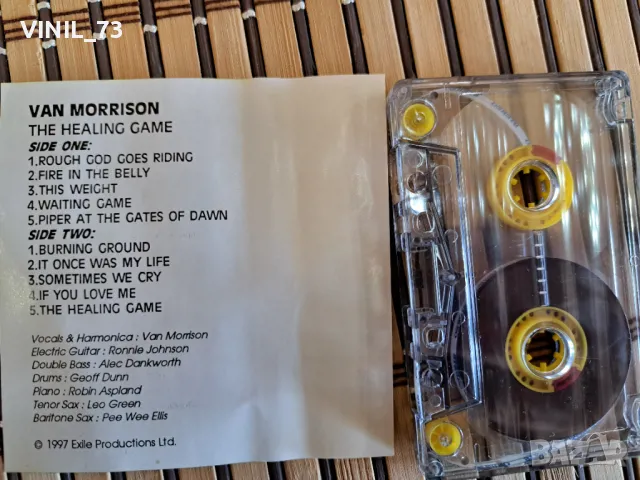 VINIL_73
VAN MORRISON
THE HEALING GAME
SIDE ONE:
1.ROUGH GOD GOES RIDING
2.FIRE IN THE BELLY
3.THIS WEIGHT
4.WAITING GAME
5.PIPER AT THE GATES OF DAWN
SIDE TWO:
1.BURNING GROUND
2.IT ONCE WAS MY LIFE
3.SOMETIMES WE CRY
4.IF YOU LOVE ME
5.THE HEALING GAME
Vocals & Harmonica : Van Morrison
Electric Guitar : Ronnie Johnson
Double Bass : Alec Dankworth
Drums : Geoff Dunn
Piano : Robin Aspland
Tenor Sax : Leo Green
Baritone Sax : Pee Wee Ellis
© 1997 Exile Productions Ltd.
BAZAR